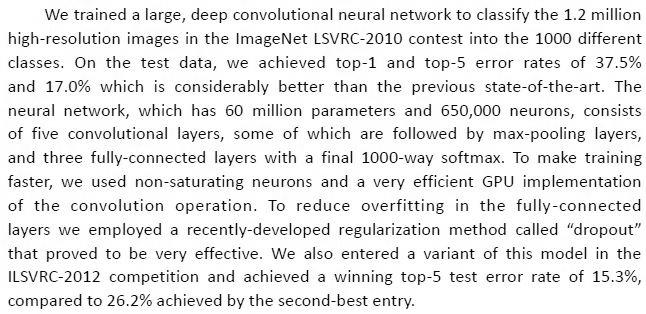 We trained a large, deep convolutional neural network to classify the 1.2 million
high-resolution images in the ImageNet LSVRC-2010 contest into the 1000 different
classes. On the test data, we achieved top-1 and top-5 error rates of 37.5%
and 17.0% which is considerably better than the previous state-of-the-art. The
neural network, which has 60 million parameters and 650,000 neurons, consists
of five convolutional layers, some of which are followed by max-pooling layers,
and three fully-connected layers with a final 1000-way softmax. To make training
faster, we used non-saturating neurons and a very efficient GPU implementation
of the convolution operation. To reduce overfitting in the fully-connected
layers we employed a recently-developed regularization method called “dropout”
that proved to be very effective. We also entered a variant of this model in the
ILSVRC-2012 competition and achieved a winning top-5 test error rate of 15.3%,
compared to 26.2% achieved by the second-best entry.